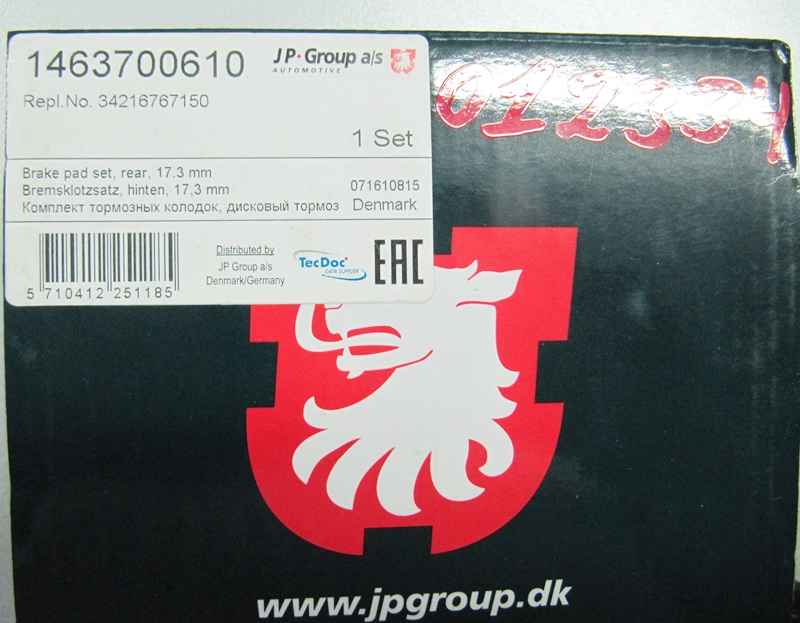 1463700610
JP•Group a/s
AUTOMOTIVE
Repl.No. 34216767150
1 Set
Brake pad set, rear, 17.3 mm
Bremsklotzsatz, hinten, 17,3 mm
071610815
Комплект тормозных колодок, дисковый тормоз
Denmark
Distributed by
JP Group a/s
Denmark/Germany
TecDoc®
DATA SUPPLIER
EAC
5 710412 251185
www.jpgroup.dk